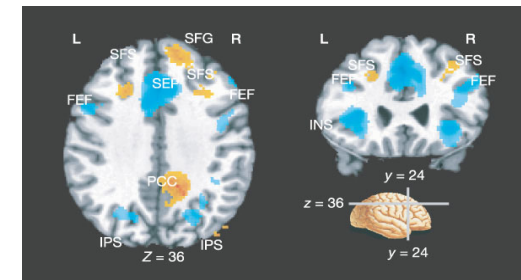 L
SFG
R
SFS
SFS
SEF
FEF
FEF
PCC
IPS
IPS
Z = 36
L
R
SFS
SFS
FEF
FEF
INS
y = 24
z = 36
y = 24